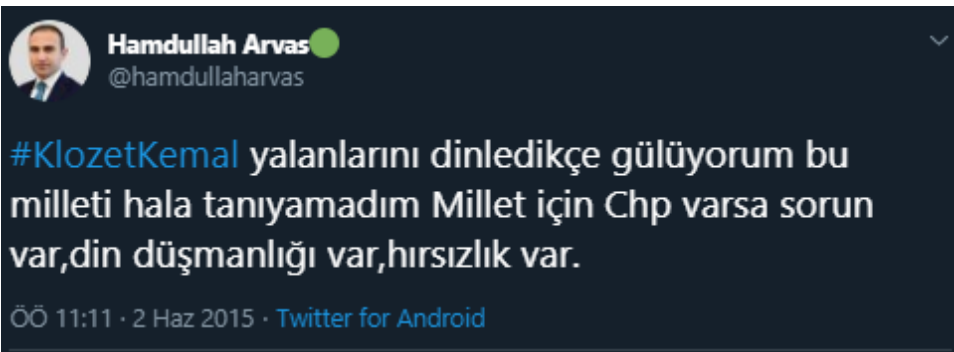 Hamdullah Arvas
@hamdullaharvas
#KlozetKemal yalanlarını dinledikçe gülüyorum bu
milleti hala tanıyamadım Millet için Chp varsa sorun
var,din düşmanlığı var,hırsızlık var.
ÖÖ 11:11 · 2 Haz 2015 · Twitter for Android